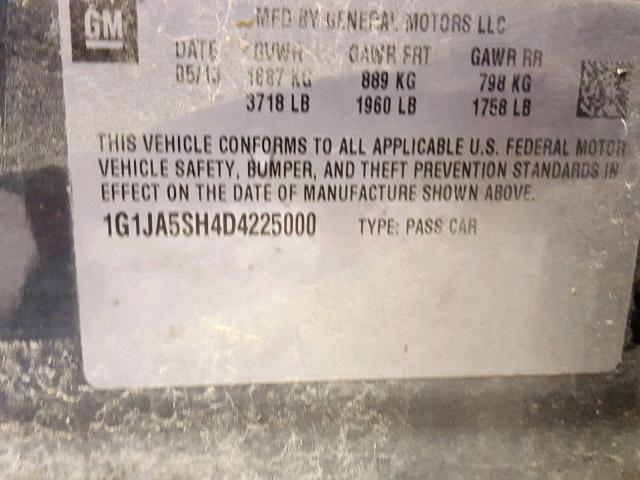 GM
MFD BY GENERAL MOTORS LLC
DATE GVWR GAWR FRT GAWR RR
05/13 1687 KG 889 KG 798 KG
3718 LB 1960 LB 1758 LB
THIS VEHICLE CONFORMS TO ALL APPLICABLE U.S. FEDERAL MOTOR
VEHICLE SAFETY, BUMPER, AND THEFT PREVENTION STANDARDS IN
EFFECT ON THE DATE OF MANUFACTURE SHOWN ABOVE.
1G1JA5SH4D4225000 TYPE: PASS CAR